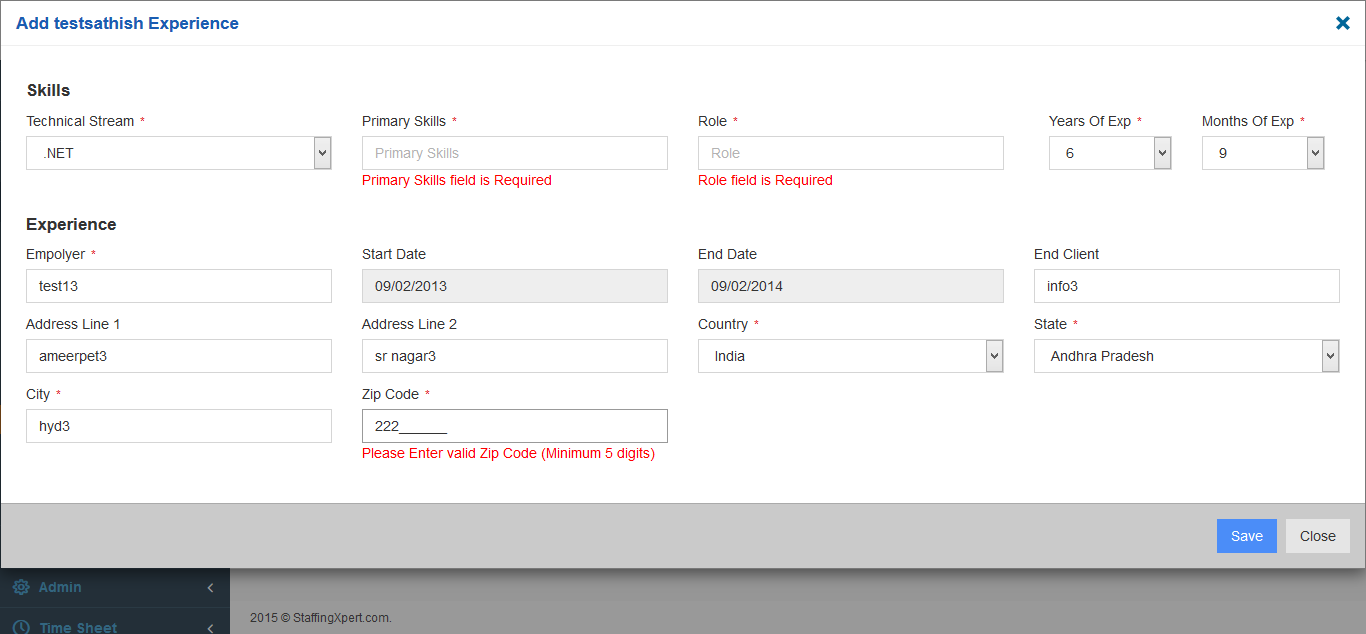 Add testsathish Experience
Skills
Technical Stream * Primary Skills * Role * Years Of Exp * Months Of Exp *
.NET Primary Skills Role 6 9
Primary Skills field is Required Role field is Required
Experience
Empolyer * Start Date End Date End Client
test13 09/02/2013 09/02/2014 info3
Address Line 1 Address Line 2 Country * State *
ameerpet3 sr nagar3 India Andhra Pradesh
City * Zip Code *
hyd3 222______
Please Enter valid Zip Code (Minimum 5 digits)
Save Close
Admin
2015 © StaffingXpert.com.
Time Sheet